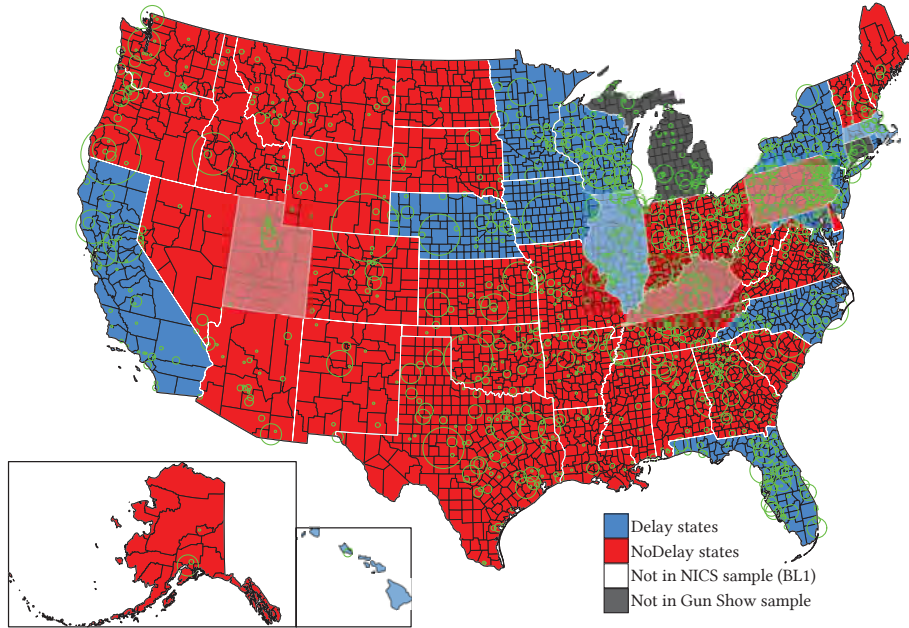 Delay states
NoDelay states
Not in NICS sample (BL1)
Not in Gun Show sample